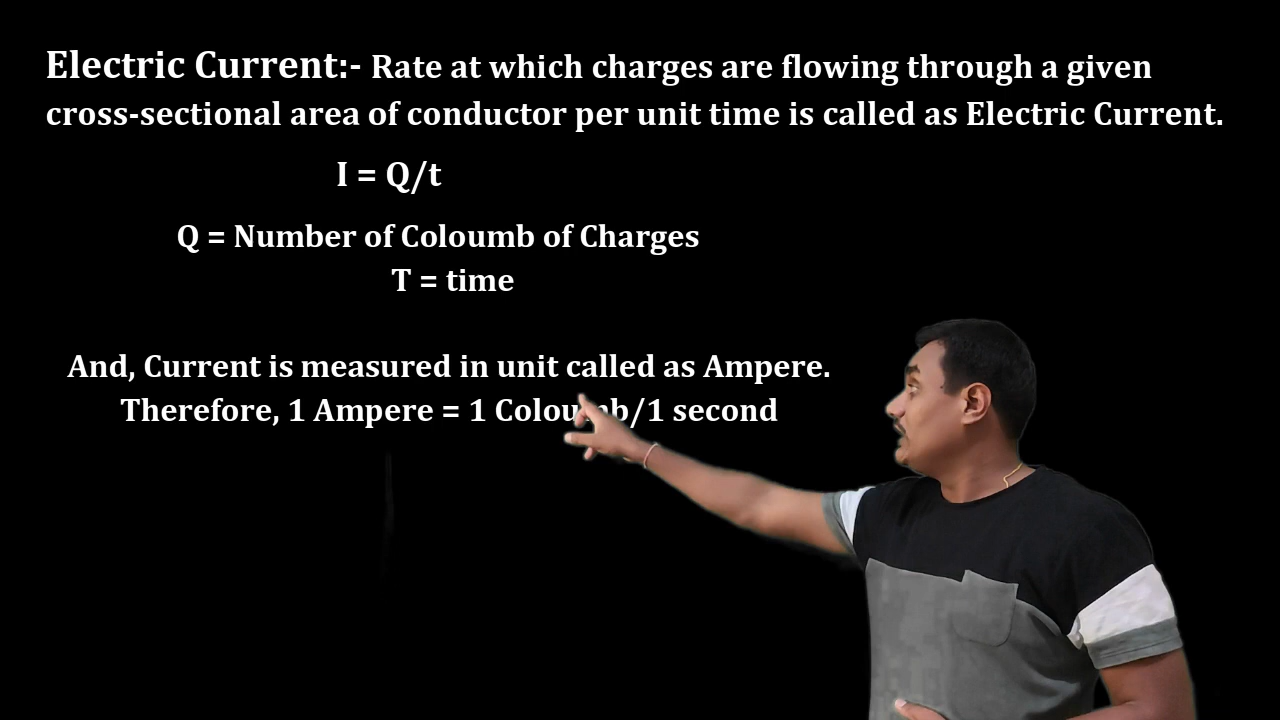 Electric Current:- Rate at which charges are flowing through a given
cross-sectional area of conductor per unit time is called as Electric Current.
I = Q/t
Q = Number of Coloumb of Charges
T = time
And, Current is measured in unit called as Ampere.
Therefore, 1 Ampere = 1 Coloumb/1 second